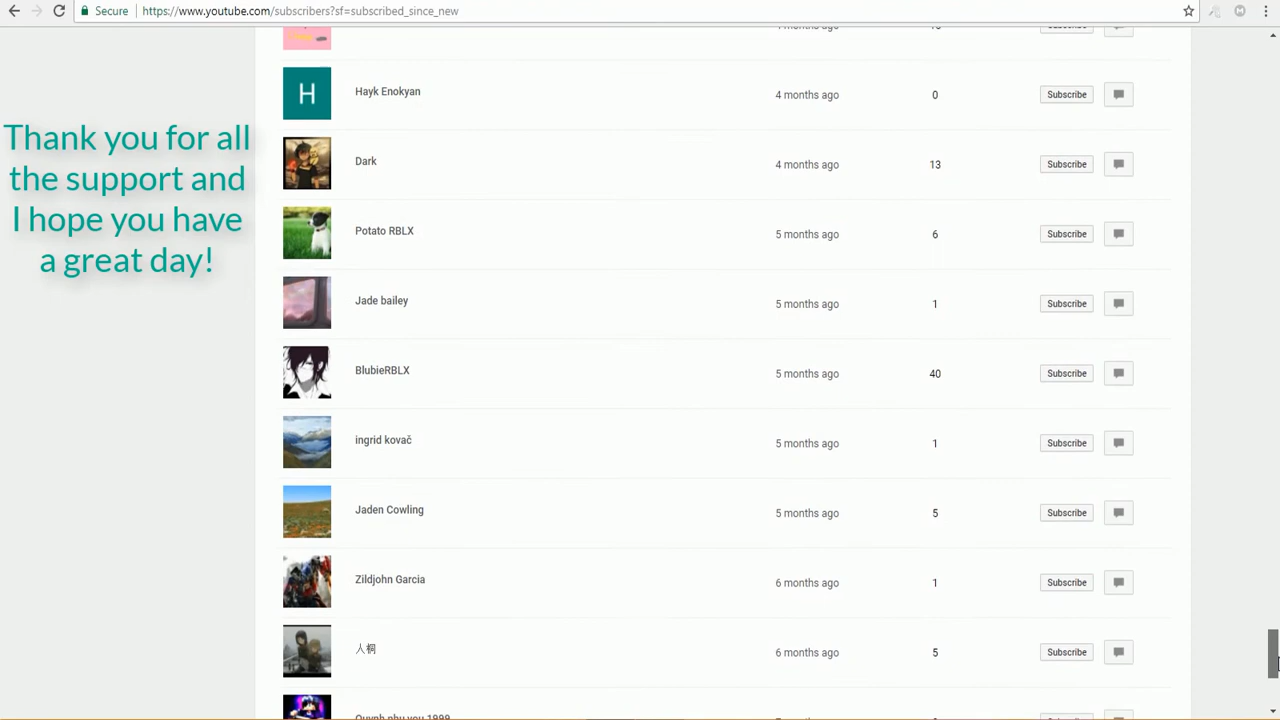 Secure
https://www.youtube.com/subscribers?sf=subscribed_since_new
Thank you for all
the support and
I hope you have
a great day!
H
Hayk Enokyan 4 months ago 0 Subscribe
Dark 4 months ago 13 Subscribe
Potato RBLX 5 months ago 6 Subscribe
Jade bailey 5 months ago 1 Subscribe
BlubieRBLX 5 months ago 40 Subscribe
ingrid kovač 5 months ago 1 Subscribe
Jaden Cowling 5 months ago 5 Subscribe
Zildjohn Garcia 6 months ago 1 Subscribe
6 months ago 5 Subscribe